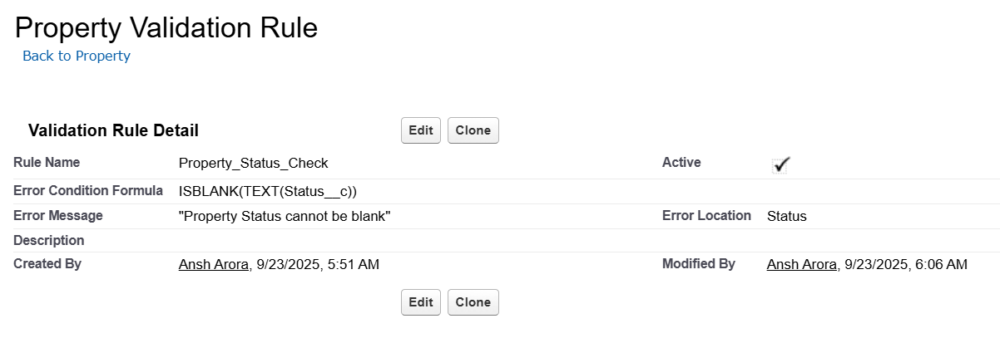 Property Validation Rule
Back to Property
Validation Rule Detail Edit Clone
Rule Name Property_Status_Check Active
Error Condition Formula ISBLANK(TEXT(Status__c))
Error Message "Property Status cannot be blank" Error Location Status
Description
Created By Ansh Arora, 9/23/2025, 5:51 AM Modified By Ansh Arora, 9/23/2025, 6:06 AM
Edit Clone